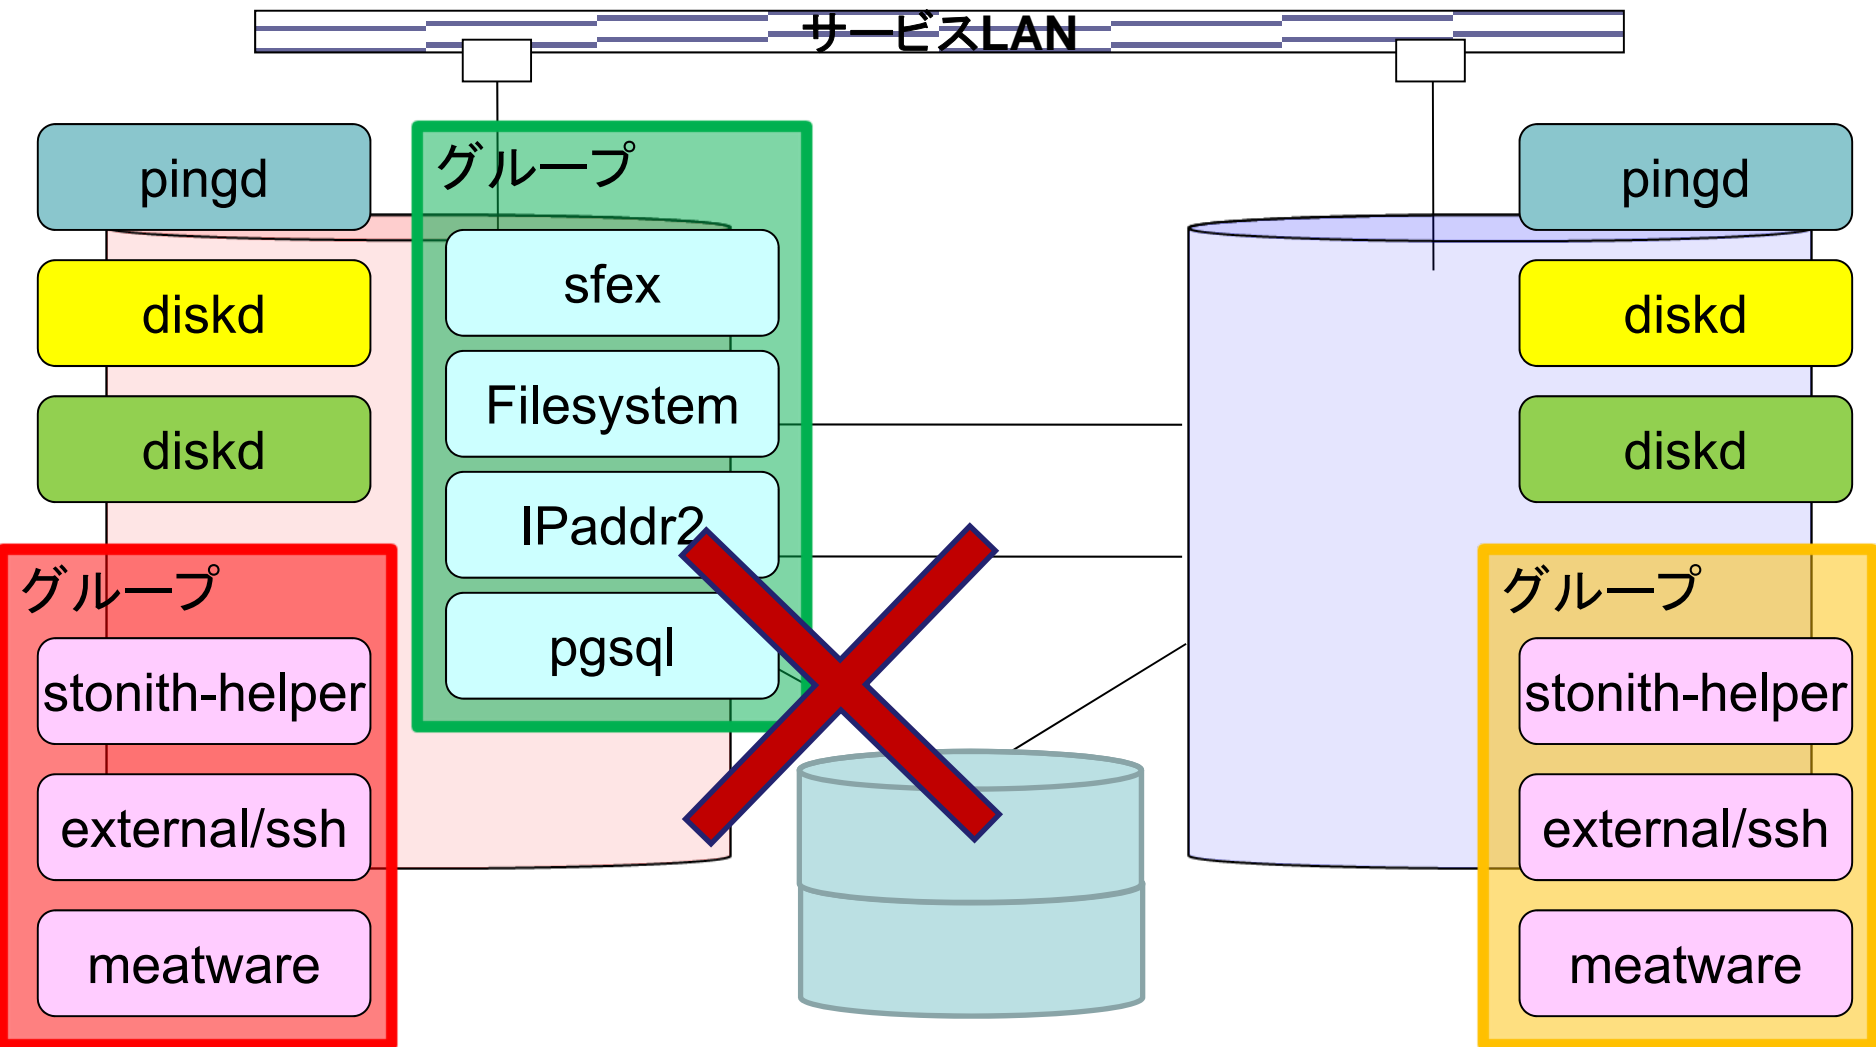 サービスLAN
pingd
diskd
diskd
グループ
sfex
Filesystem
IPaddr2
pgsql
グループ
stonith-helper
external/ssh
meatware
pingd
diskd
diskd
グループ
stonith-helper
external/ssh
meatware